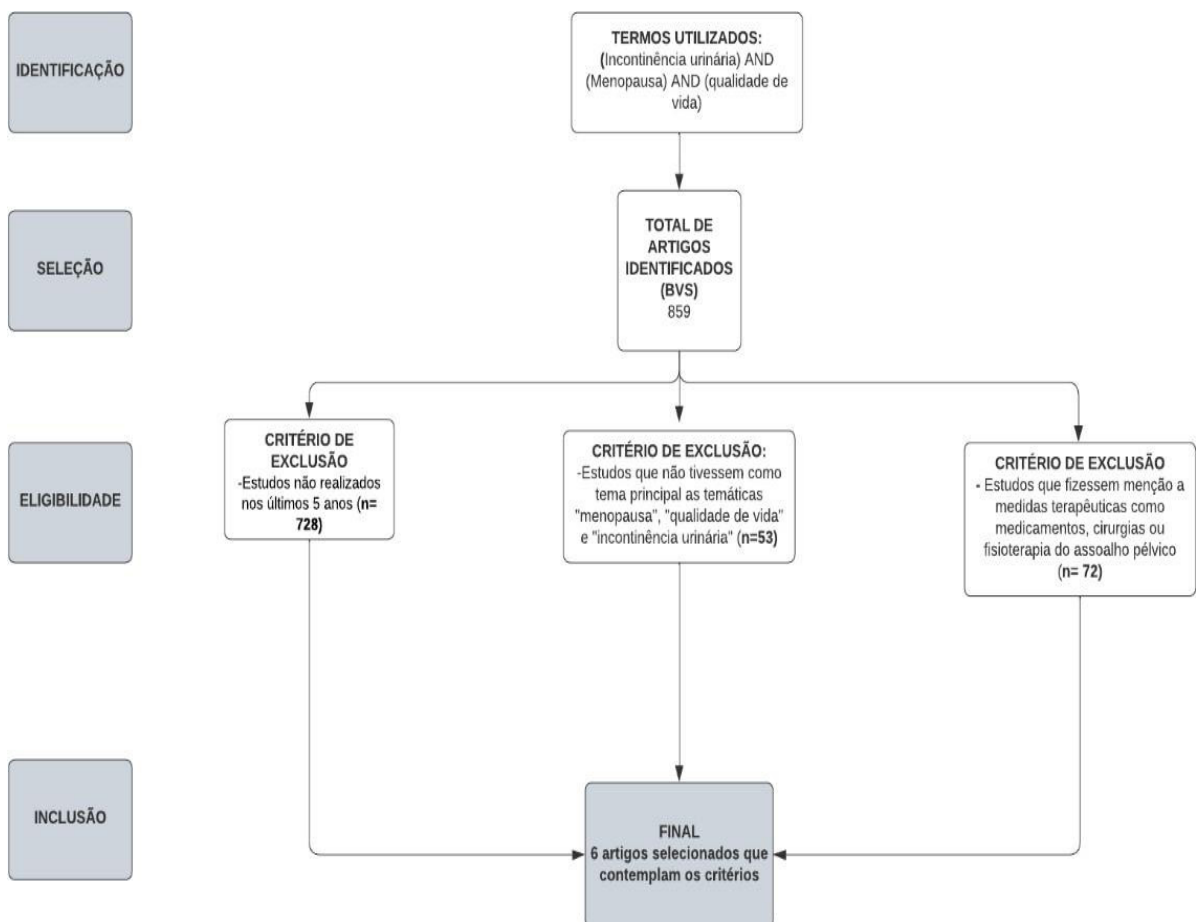 IDENTIFICAÇÃO
TERMOS UTILIZADOS:
(Incontinência urinária) AND
(Menopausa) AND (qualidade de
vida)
SELEÇÃO
TOTAL DE
ARTIGOS
IDENTIFICADOS
(BVS)
859
ELIGIBILIDADE
CRITÉRIO DE
EXCLUSÃO
-Estudos não realizados
nos últimos 5 anos (n=
728)
CRITÉRIO DE EXCLUSÃO:
-Estudos que não tivessem como
tema principal as temáticas
"menopausa", "qualidade de vida"
e "incontinência urinária" (n=53)
CRITÉRIO DE EXCLUSÃO
- Estudos que fizessem menção a
medidas terapêuticas como
medicamentos, cirurgias ou
fisioterapia do assoalho pélvico
(n= 72)
INCLUSÃO
FINAL
6 artigos selecionados que
contemplam os critérios